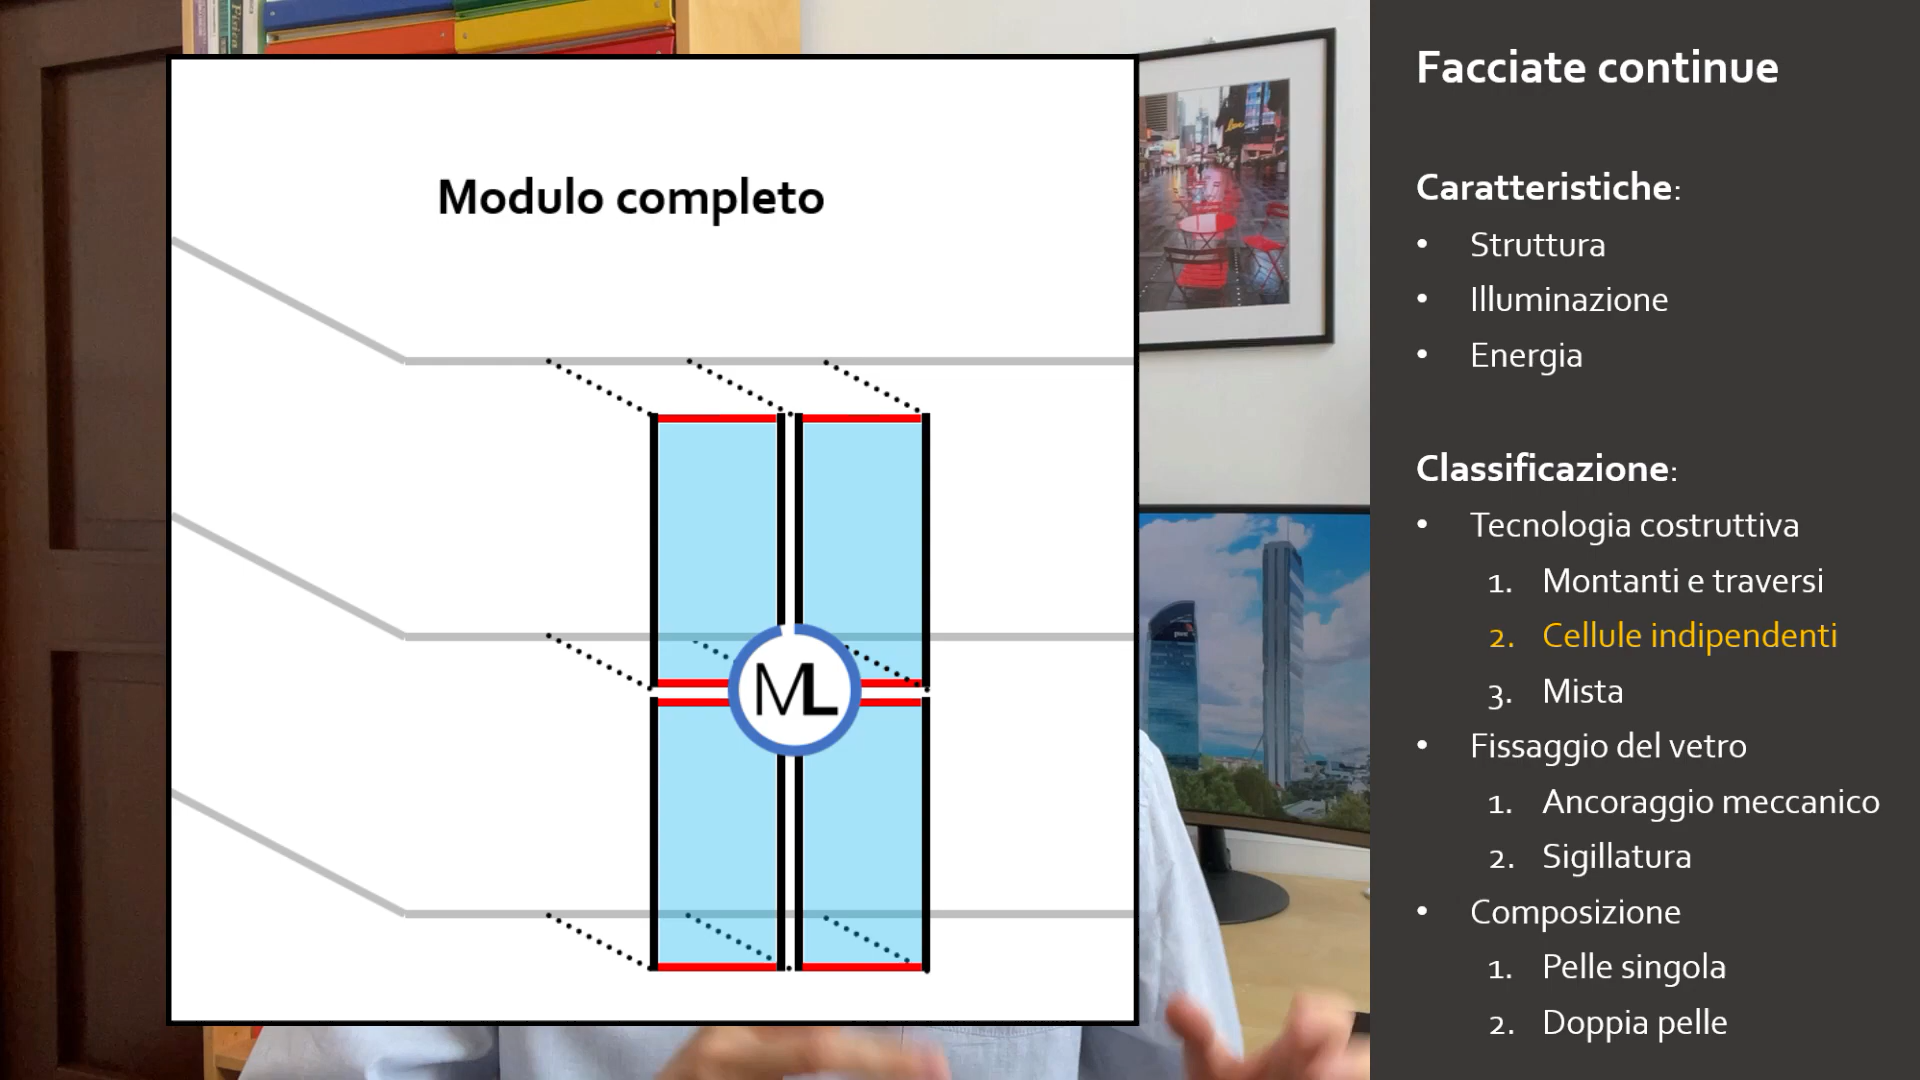 Modulo completo
ML
Facciate continue
Caratteristiche:
• Struttura
• Illuminazione
• Energia
Classificazione:
• Tecnologia costruttiva
1. Montanti e traversi
2. Cellule indipendenti
3. Mista
• Fissaggio del vetro
1. Ancoraggio meccanico
2. Sigillatura
• Composizione
1. Pelle singola
2. Doppia pelle